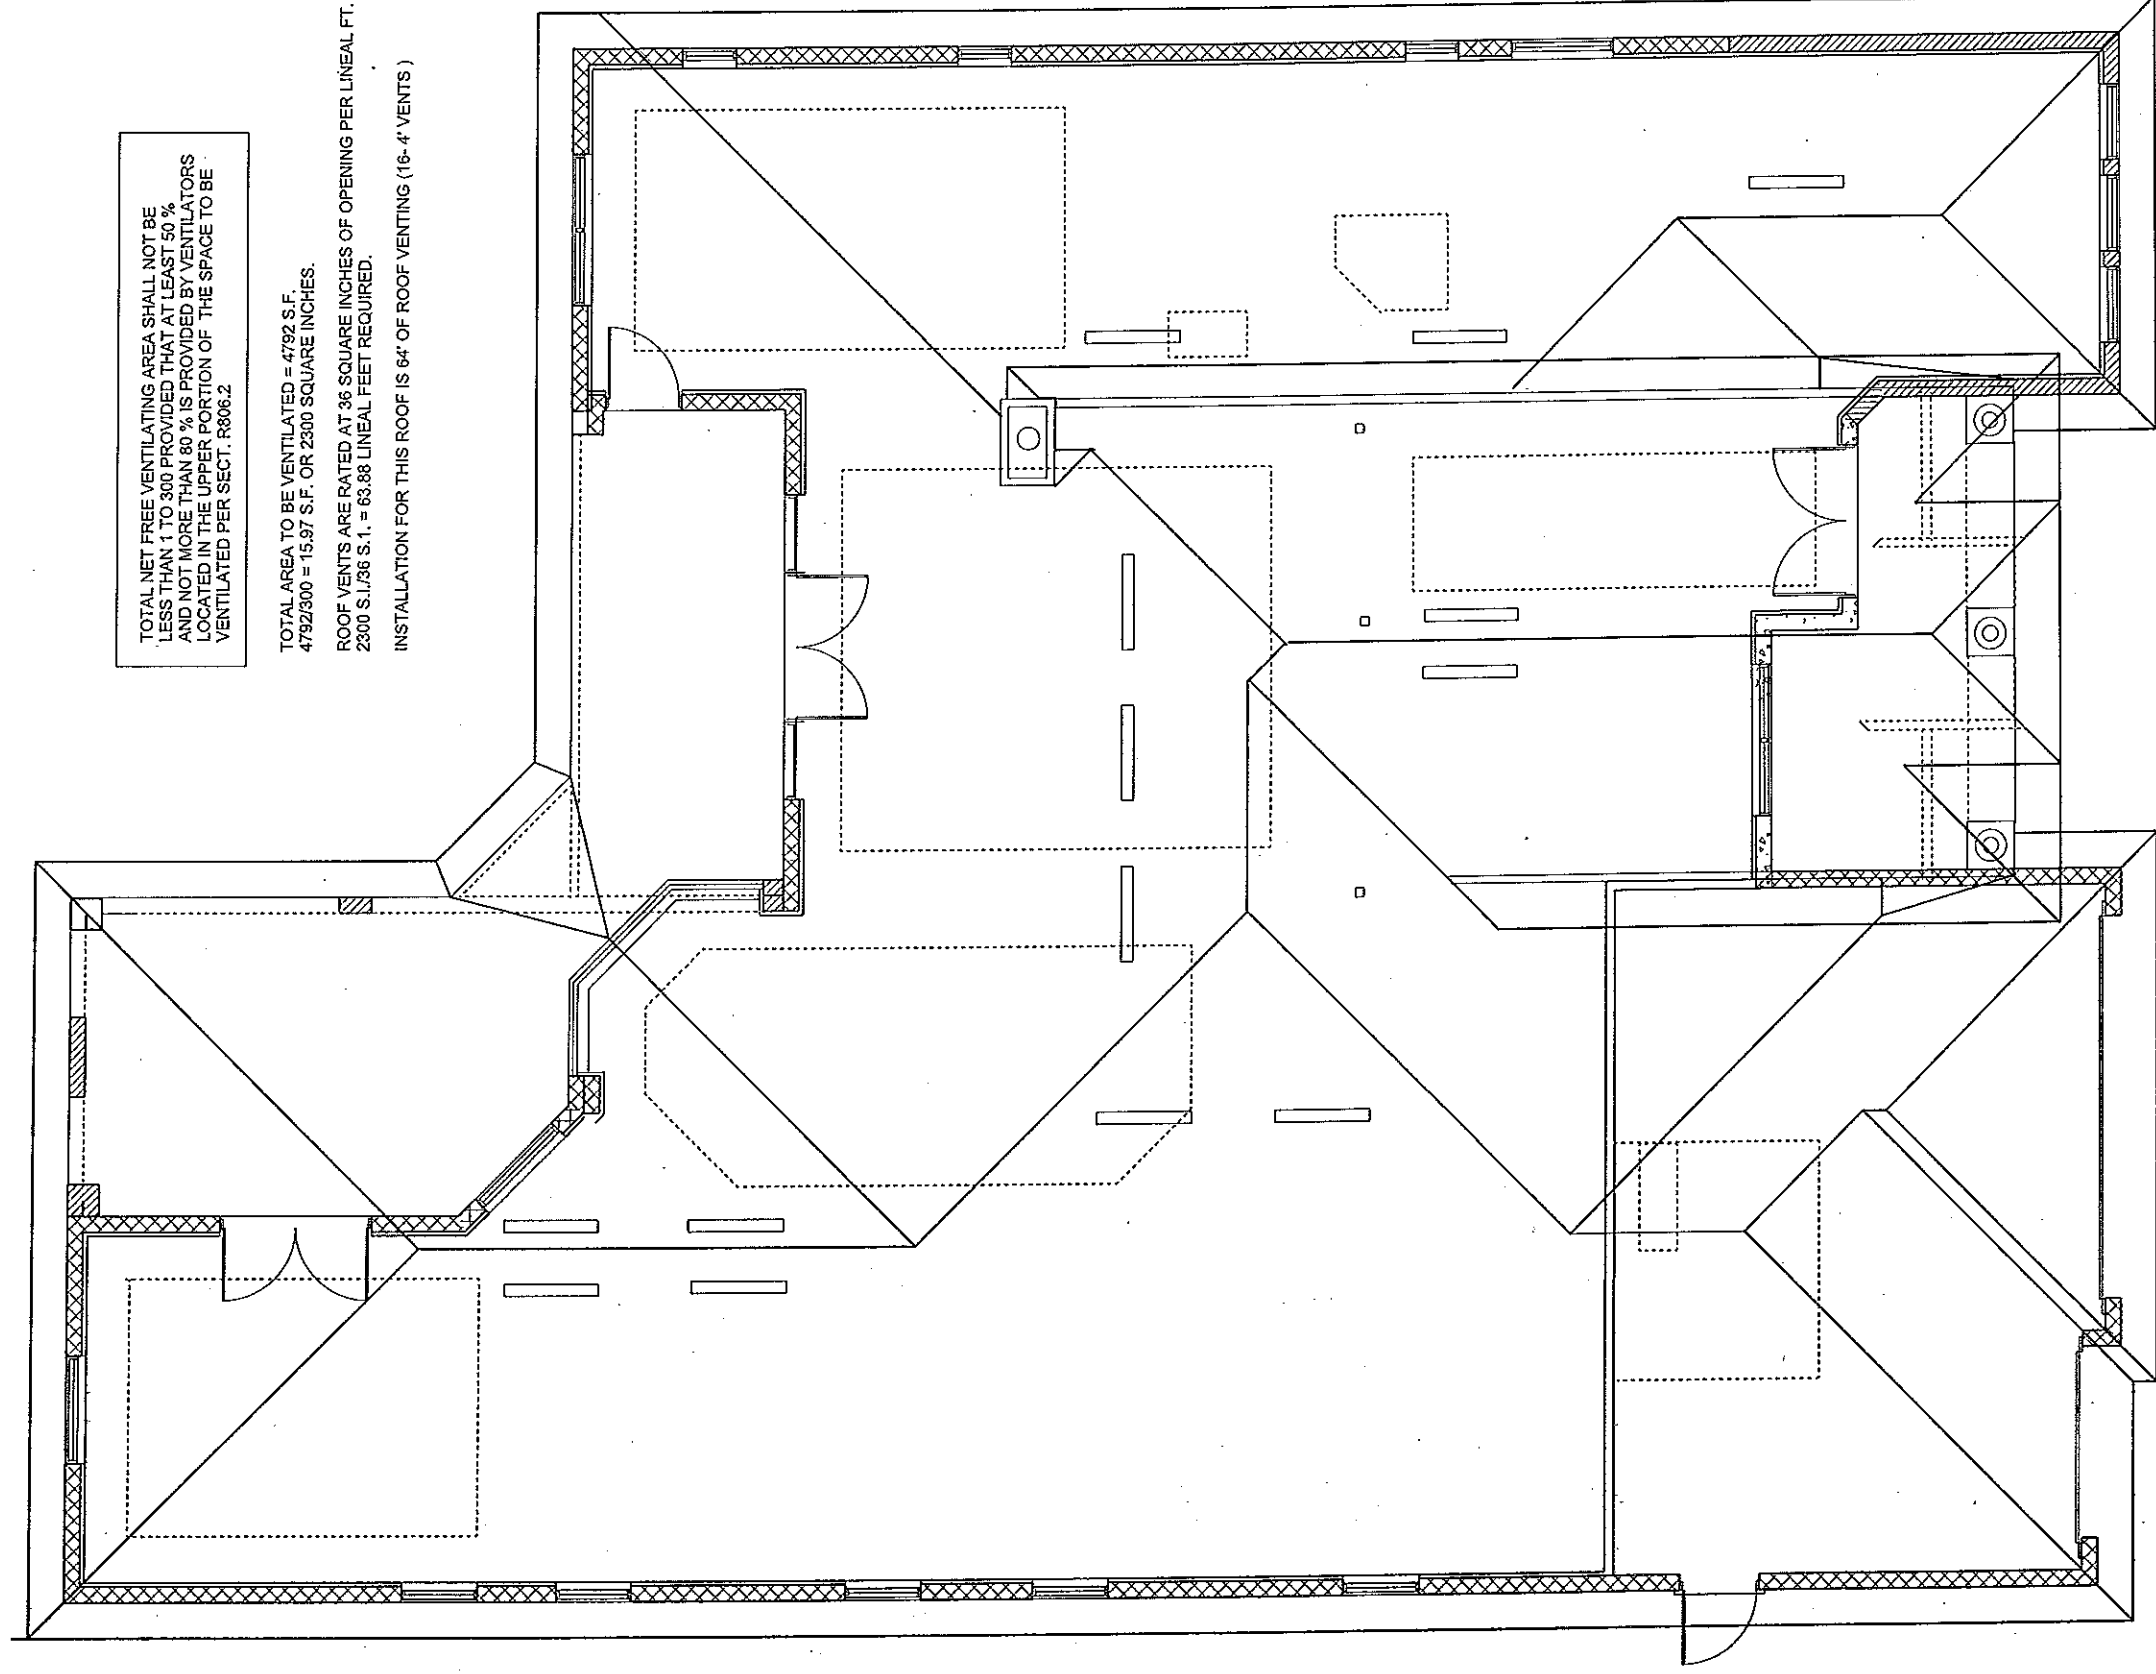 TOTAL NET FREE VENTILATING AREA SHALL NOT BE
LESS THAN 1 TO 300 PROVIDED THAT AT LEAST 50 %
AND NOT MORE THAN 80 % IS PROVIDED BY VENTILATORS
LOCATED IN THE UPPER PORTION OF THE SPACE TO BE
VENTILATED PER SECT. R806.2
TOTAL AREA TO BE VENTILATED = 4792 S.F.
4792/300 = 15.97 S.F. OR 2300 SQUARE INCHES.
ROOF VENTS ARE RATED AT 36 SQUARE INCHES OF OPENING PER LINEAL FT.
2300 S.I./36 S.1. = 63.88 LINEAL FEET REQUIRED.
INSTALLATION FOR THIS ROOF IS 64' OF ROOF VENTING (16- 4' VENTS )